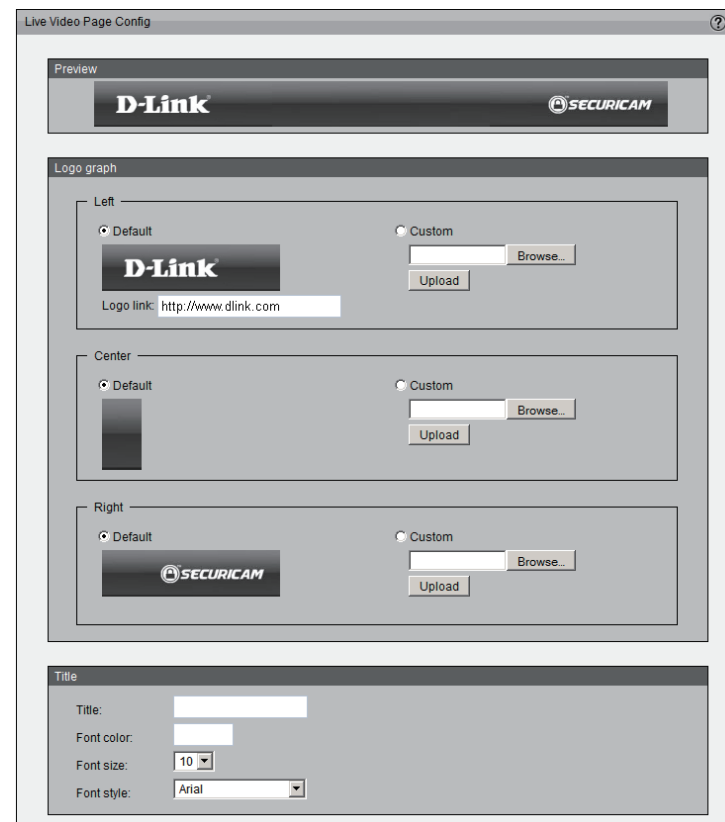 Live Video Page Config
?
Preview
D-Link
SECURICAM
Logo graph
Left
Default
Custom
D-Link
Browse...
Upload
Logo link: http://www.dlink.com
Center
Default
Custom
Browse...
Upload
Right
Default
Custom
SECURICAM
Browse...
Upload
Title
Title:
Font color:
Font size: 10
Font style: Arial